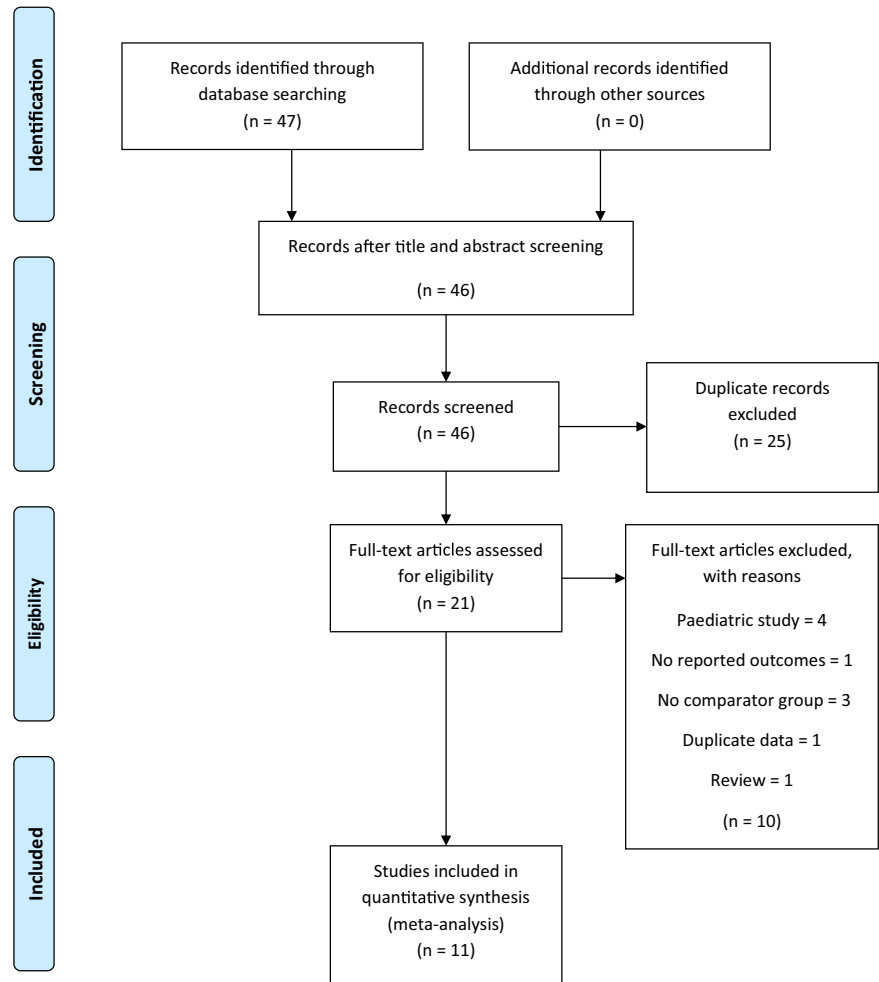 Identification
Records identified through
database searching
(n = 47)
Additional records identified
through other sources
(n = 0)
Records after title and abstract screening
(n = 46)
Screening
Records screened
(n = 46)
Duplicate records
excluded
(n = 25)
Eligibility
Full-text articles assessed
for eligibility
(n = 21)
Full-text articles excluded,
with reasons
Paediatric study = 4
No reported outcomes = 1
No comparator group = 3
Duplicate data = 1
Review = 1
(n = 10)
Included
Studies included in
quantitative synthesis
(meta-analysis)
(n = 11)